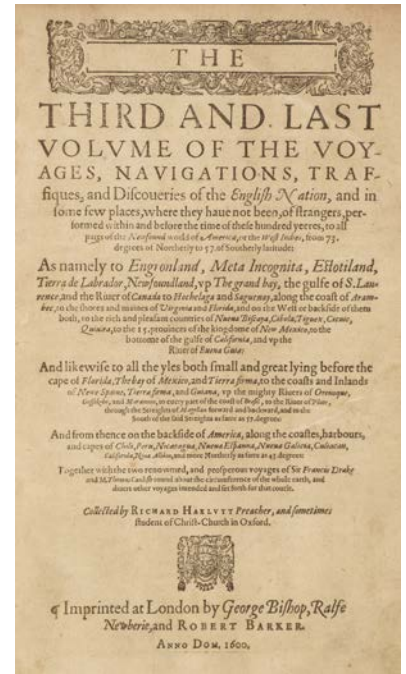 THE
THIRD AND LAST
VOLVME OF THE VOY-
AGES, NAVIGATIONS, TRAF-
fiques, and Diſcoueries of the Engliſh Nation, and in
ſome few places, where they haue not been, of ſtrangers, per-
formed within and before the time of theſe hundred yeeres, to all
parts of the Newfound world of America, or the Weſt Indies, from 73.
degrees of Northerly to 57. of Southerly latitude:
As namely to Engronland, Meta Incognita, Eſtotiland,
Tierra de Labrador, Newfoundland, vp The grand bay, the gulfe of S. Lau-
rence, and the Riuer of Canada to Hochelaga and Saguenay, along the coaſt of Aram-
bec, to the ſhores and maines of Virginia and Florida, and on the Weſt or backſide of them
both, to the rich and pleaſant countries of Nueua Biſcaya, Cibola, Tiguex, Cicuic,
Quiuira, to the 15. prouinces of the kingdome of New Mexico, to the
bottome of the gulfe of California, and vp the
Riuer of Buena Guia:
And likewiſe to all the yles both ſmall and great lying before the
cape of Florida, The bay of Mexico, and Tierra firma, to the coaſts and Inlands
of Newe Spaine, Tierra firma, and Guiana, vp the mighty Riuers of Orenoque,
and Marannon, to euery part of the coaſt of Braſil, to the Riuer of Plate,
through the Streights of Magellan forward and backward, and to the
South of the ſaid Streights as farre as 57. degrees:
And from thence on the backſide of America, along the coaſtes, harbours,
and capes of Chili, Peru, Nicaragua, Nueua Eſpanna, Nueua Galicia, Culiacan,
California, Noua Albion, and more Northerly as farre as 43. degrees:
Together with the two renowmed, and proſperous voyages of Sir Francis Drake
and M. Thomas Candiſh round about the circumference of the whole earth, and
diuers other voyages intended and ſet forth for that courſe.
Collected by RICHARD HAKLVYT Preacher, and ſometimes
ſtudent of Chriſt-Church in Oxford.
¶ Imprinted at London by George Biſhop, Ralfe
Newberie, and ROBERT BARKER.
ANNO DOM. 1600.